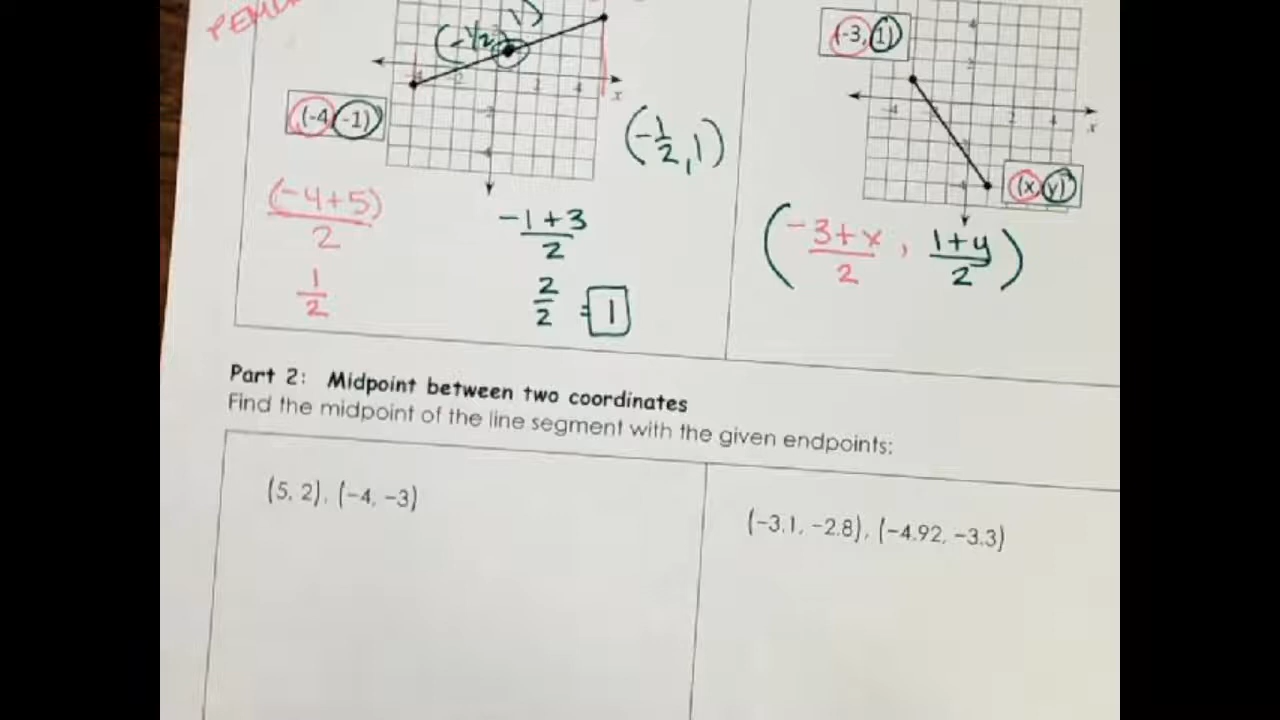 (-½, 1)
(-3, 1)
(-4, -1)
(-1/2, 1)
(x, y)
(-4+5)/2
-1+3/2
(-3+x/2, 1+y/2)
1/2
2/2 = 1
Part 2: Midpoint between two coordinates
Find the midpoint of the line segment with the given endpoints:
(5, 2), (-4, -3)
(-3.1, -2.8), (-4.92, -3.3)